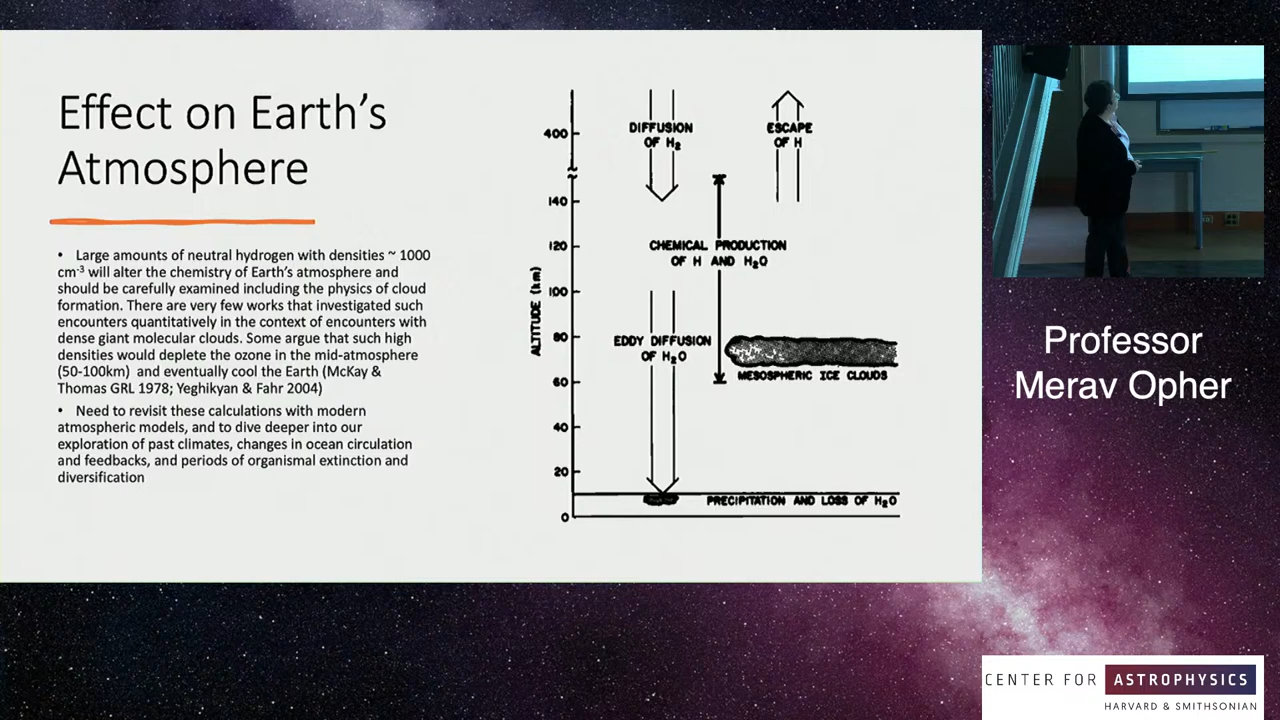 Effect on Earth's
Atmosphere
• Large amounts of neutral hydrogen with densities ~ 1000
cm-3 will alter the chemistry of Earth's atmosphere and
should be carefully examined including the physics of cloud
formation. There are very few works that investigated such
encounters quantitatively in the context of encounters with
dense giant molecular clouds. Some argue that such high
densities would deplete the ozone in the mid-atmosphere
(50-100km) and eventually cool the Earth (McKay &
Thomas GRL 1978; Yeghikyan & Fahr 2004)
• Need to revisit these calculations with modern
atmospheric models, and to dive deeper into our
exploration of past climates, changes in ocean circulation
and feedbacks, and periods of organismal extinction and
diversification
ALTITUDE (km)
400
140
120
100
80
60
40
20
0
DIFFUSION
OF H2
ESCAPE
OF H
CHEMICAL PRODUCTION
OF H AND H2O
EDDY DIFFUSION
OF H2O
MESOSPHERIC ICE CLOUDS
PRECIPITATION AND LOSS OF H2O
Professor
Merav Opher
CENTER FOR ASTROPHYSICS
HARVARD & SMITHSONIAN